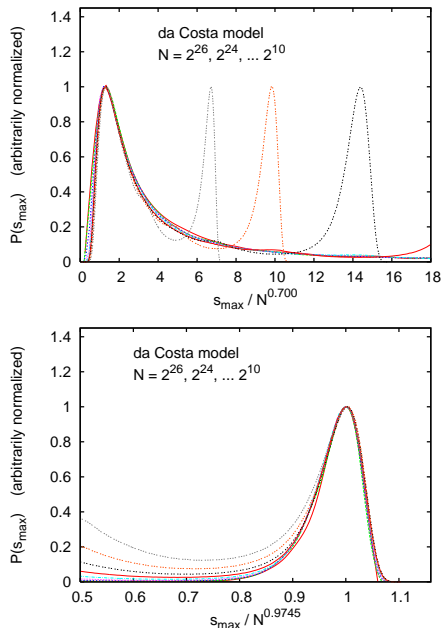 P(s_max) (arbitrarily normalized)
da Costa model
N = 2^26, 2^24, ... 2^10
1.4
1.2
1
0.8
0.6
0.4
0.2
0
0 2 4 6 8 10 12 14 16 18
s_max / N^0.700
P(s_max) (arbitrarily normalized)
da Costa model
N = 2^26, 2^24, ... 2^10
1.4
1.2
1
0.8
0.6
0.4
0.2
0
0.5 0.6 0.7 0.8 0.9 1 1.1
s_max / N^0.9745